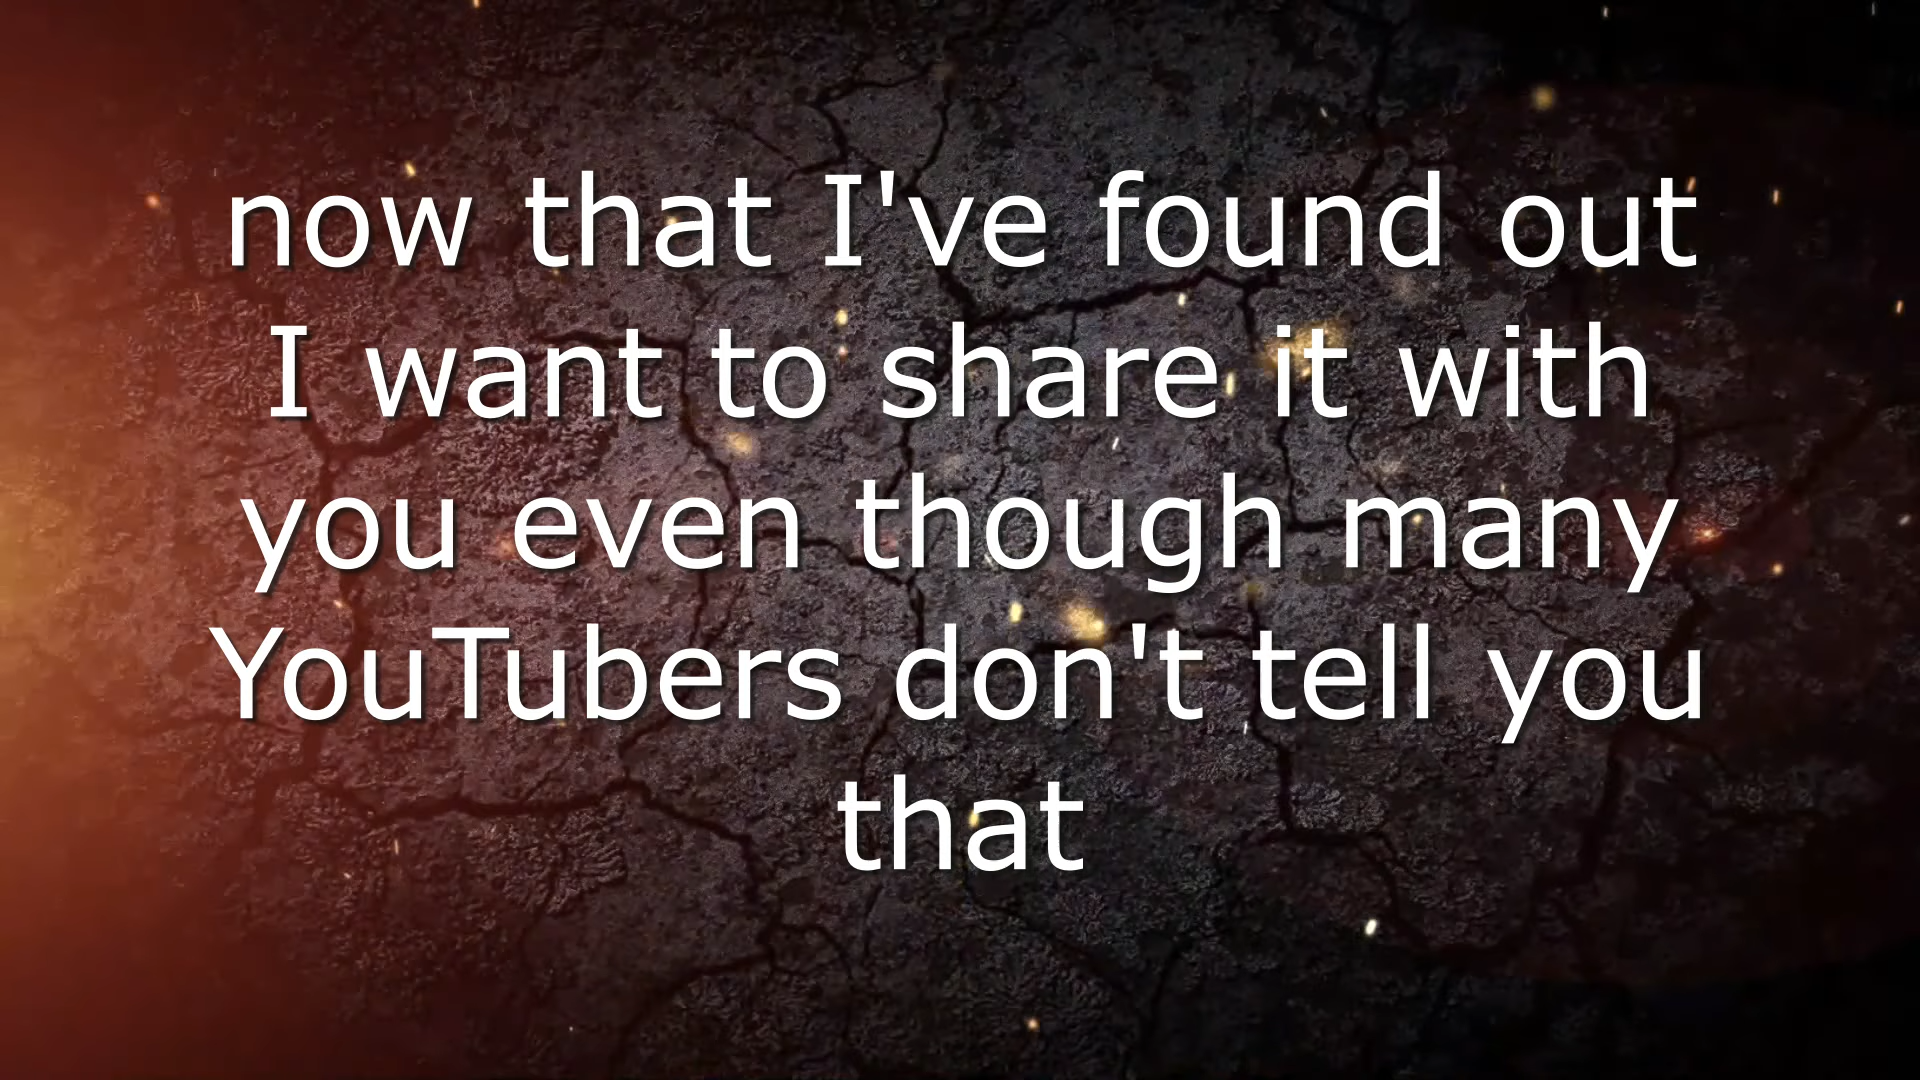 now that I've found out
I want to share it with
you even though many
YouTubers don't tell you
that